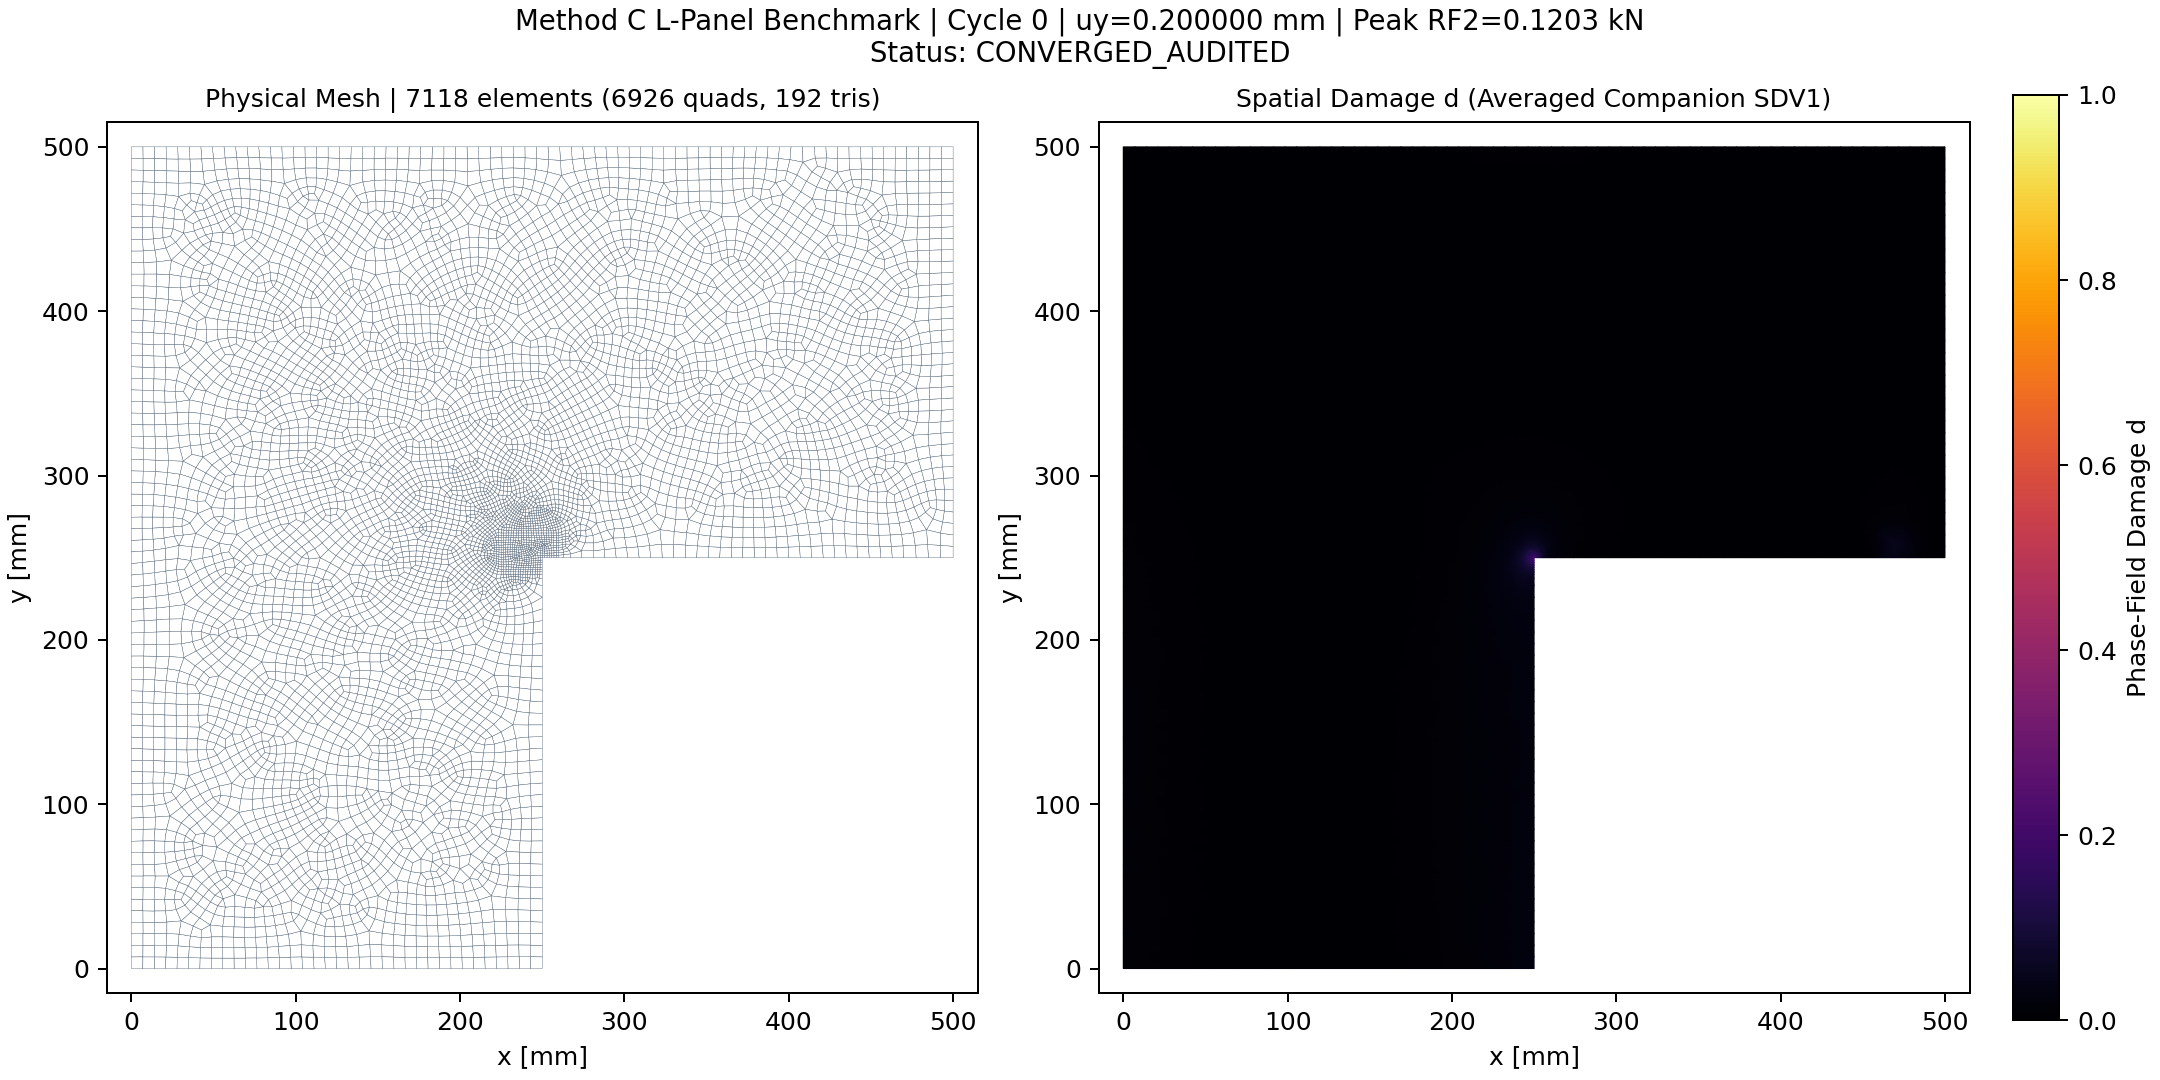 Method C L-Panel Benchmark | Cycle 0 | uy=0.200000 mm | Peak RF2=0.1203 kN
Status: CONVERGED_AUDITED
Physical Mesh | 7118 elements (6926 quads, 192 tris)
500
400
300
200
100
0
y [mm]
0 100 200 300 400 500
x [mm]
Spatial Damage d (Averaged Companion SDV1)
500
400
300
200
100
0
y [mm]
0 100 200 300 400 500
x [mm]
1.0
0.8
0.6
0.4
0.2
0.0
Phase-Field Damage d